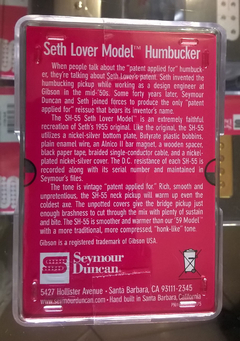 Seth Lover Model™ Humbucker
When people talk about the "patent applied for" humbuck-
er, they're talking about Seth Lover's patent. Seth invented the
humbucking pickup while working as a design engineer at
Gibson in the mid-'50s. Some forty years later, Seymour
Duncan and Seth joined forces to produce the only "patent
applied for" reissue that bears its inventor's name.
The SH-55 Seth Lover Model™ is an extremely faithful
recreation of Seth's 1955 original. Like the original, the SH-55
utilizes a nickel-silver bottom plate, Butyrate plastic bobbins,
plain enamel wire, an Alnico II bar magnet, a wooden spacer,
black paper tape, braided single-conductor cable, and a nickel-
plated nickel-silver cover. The D.C. resistance of each SH-55 is
recorded along with its serial number and maintained in
Seymour's files.
The tone is vintage "patent applied for." Rich, smooth and
unpretentious, the SH-55 neck pickup will warm up even the
coldest axe. The unpotted covers give the bridge pickup just
enough brashness to cut through the mix with plenty of sustain
and bite. The SH-55 is smoother and warmer than our '59 Model™
with a more traditional, more compressed, "honk-like" tone.
Gibson is a registered trademark of Gibson USA
Seymour
Duncan
5427 Hollister Avenue • Santa Barbara, CA 93111-2345
www.seymourduncan.com • Hand built in Santa Barbara, California